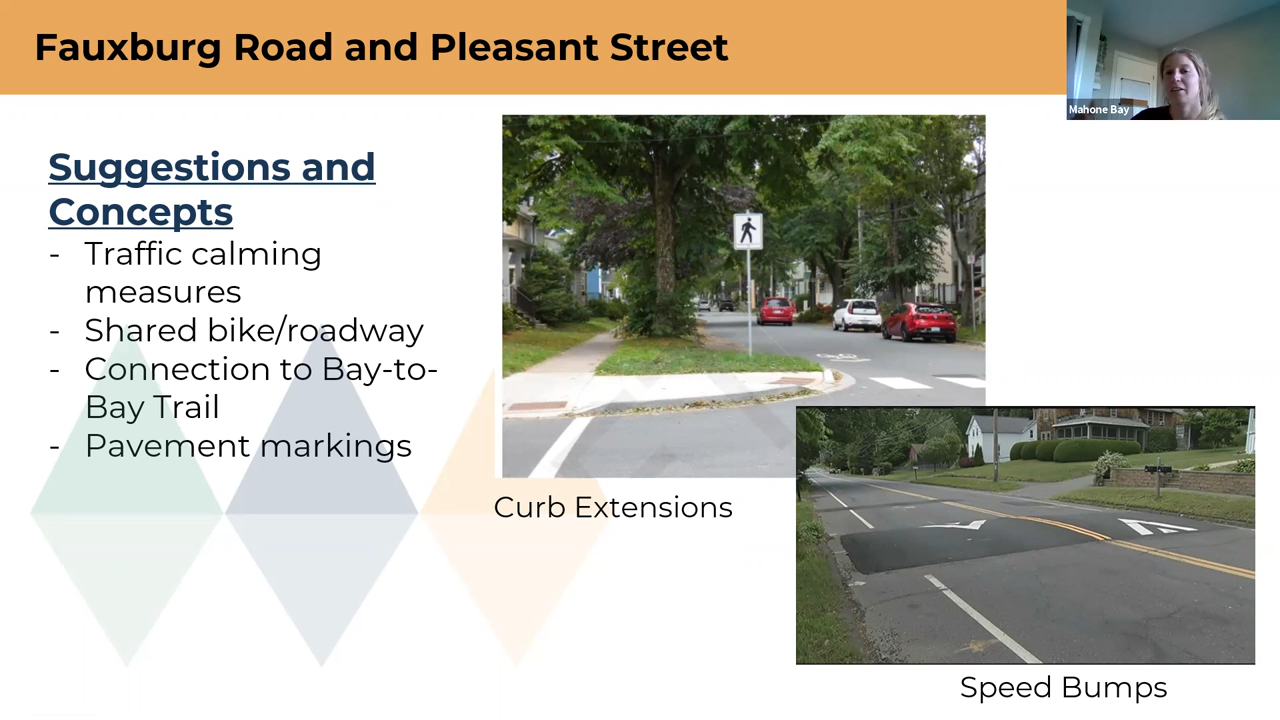 Fauxburg Road and Pleasant Street
Mahone Bay
Suggestions and
Concepts
- Traffic calming
measures
- Shared bike/roadway
- Connection to Bay-to-
Bay Trail
- Pavement markings
Curb Extensions
Speed Bumps